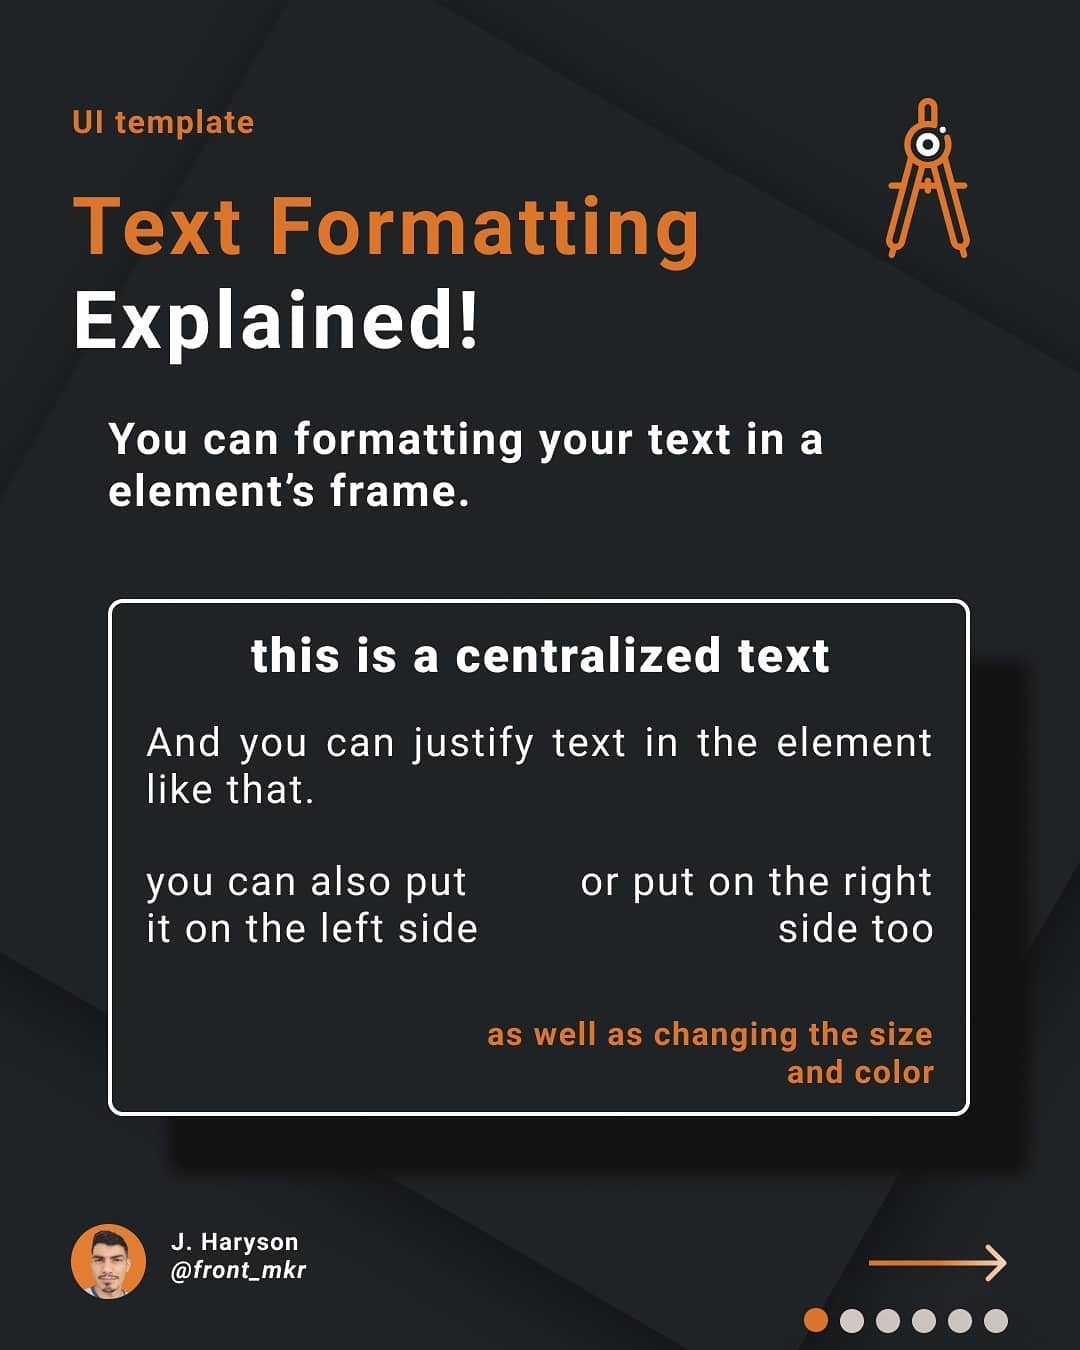 UI template
Text Formatting
Explained!
You can formatting your text in a
element’s frame.
this is a centralized text
And you can justify text in the element
like that.
you can also put
it on the left side
or put on the right
side too
as well as changing the size
and color
J. Haryson
@front_mkr